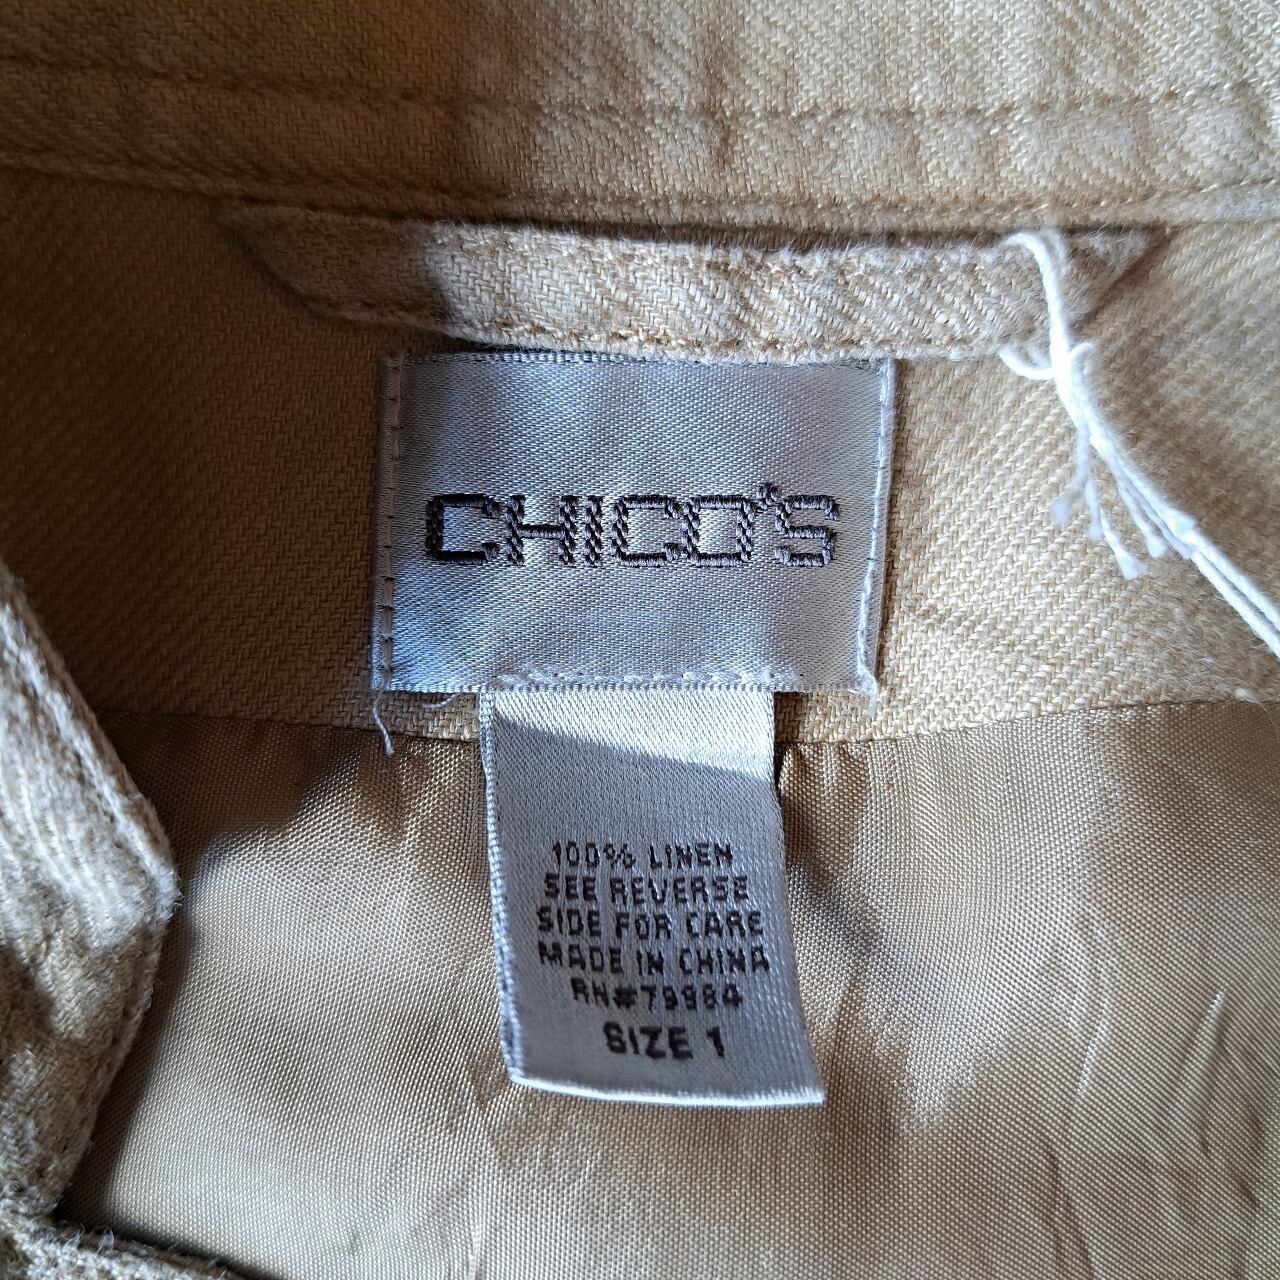 CHICO'S
100% LINEN
SEE REVERSE
SIDE FOR CARE
MADE IN CHINA
RN#79984
SIZE 1